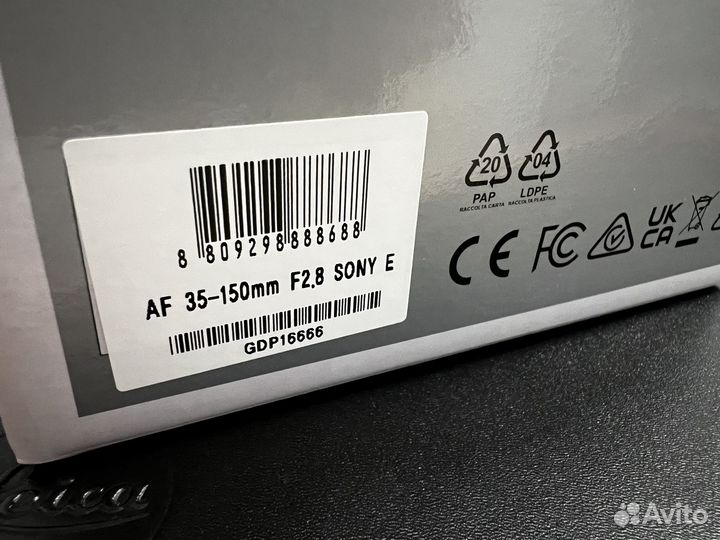 8 809298 888688
AF 35-150mm F2.8 SONY E
GDP16666
20
PAP
RACCOLTA CARTA
04
LDPE
RACCOLTA PLASTICA
CE
FC
UK
CA
Avito